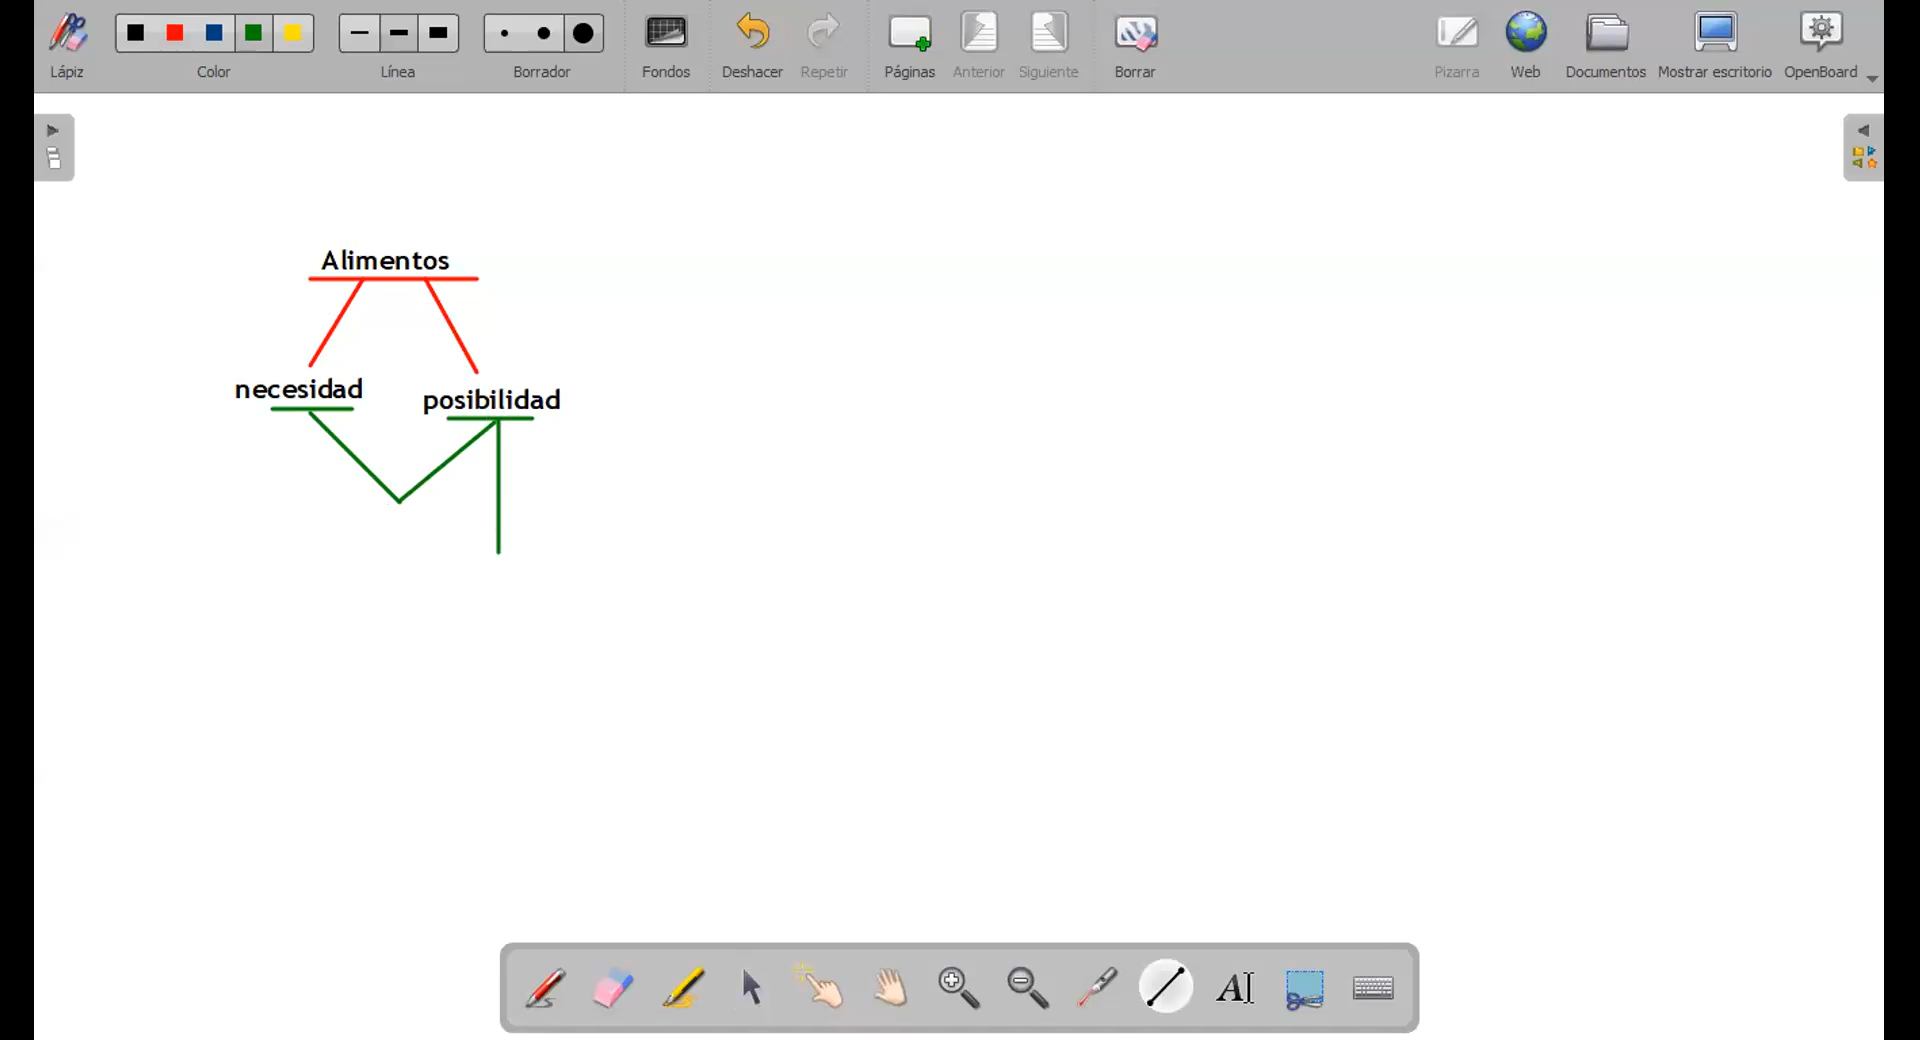 Lápiz
Color
Línea
Borrador
Fondos
Deshacer
Repetir
Páginas
Anterior
Siguiente
Borrar
Pizarra
Web
Documentos
Mostrar escritorio
OpenBoard
Alimentos
necesidad
posibilidad
A